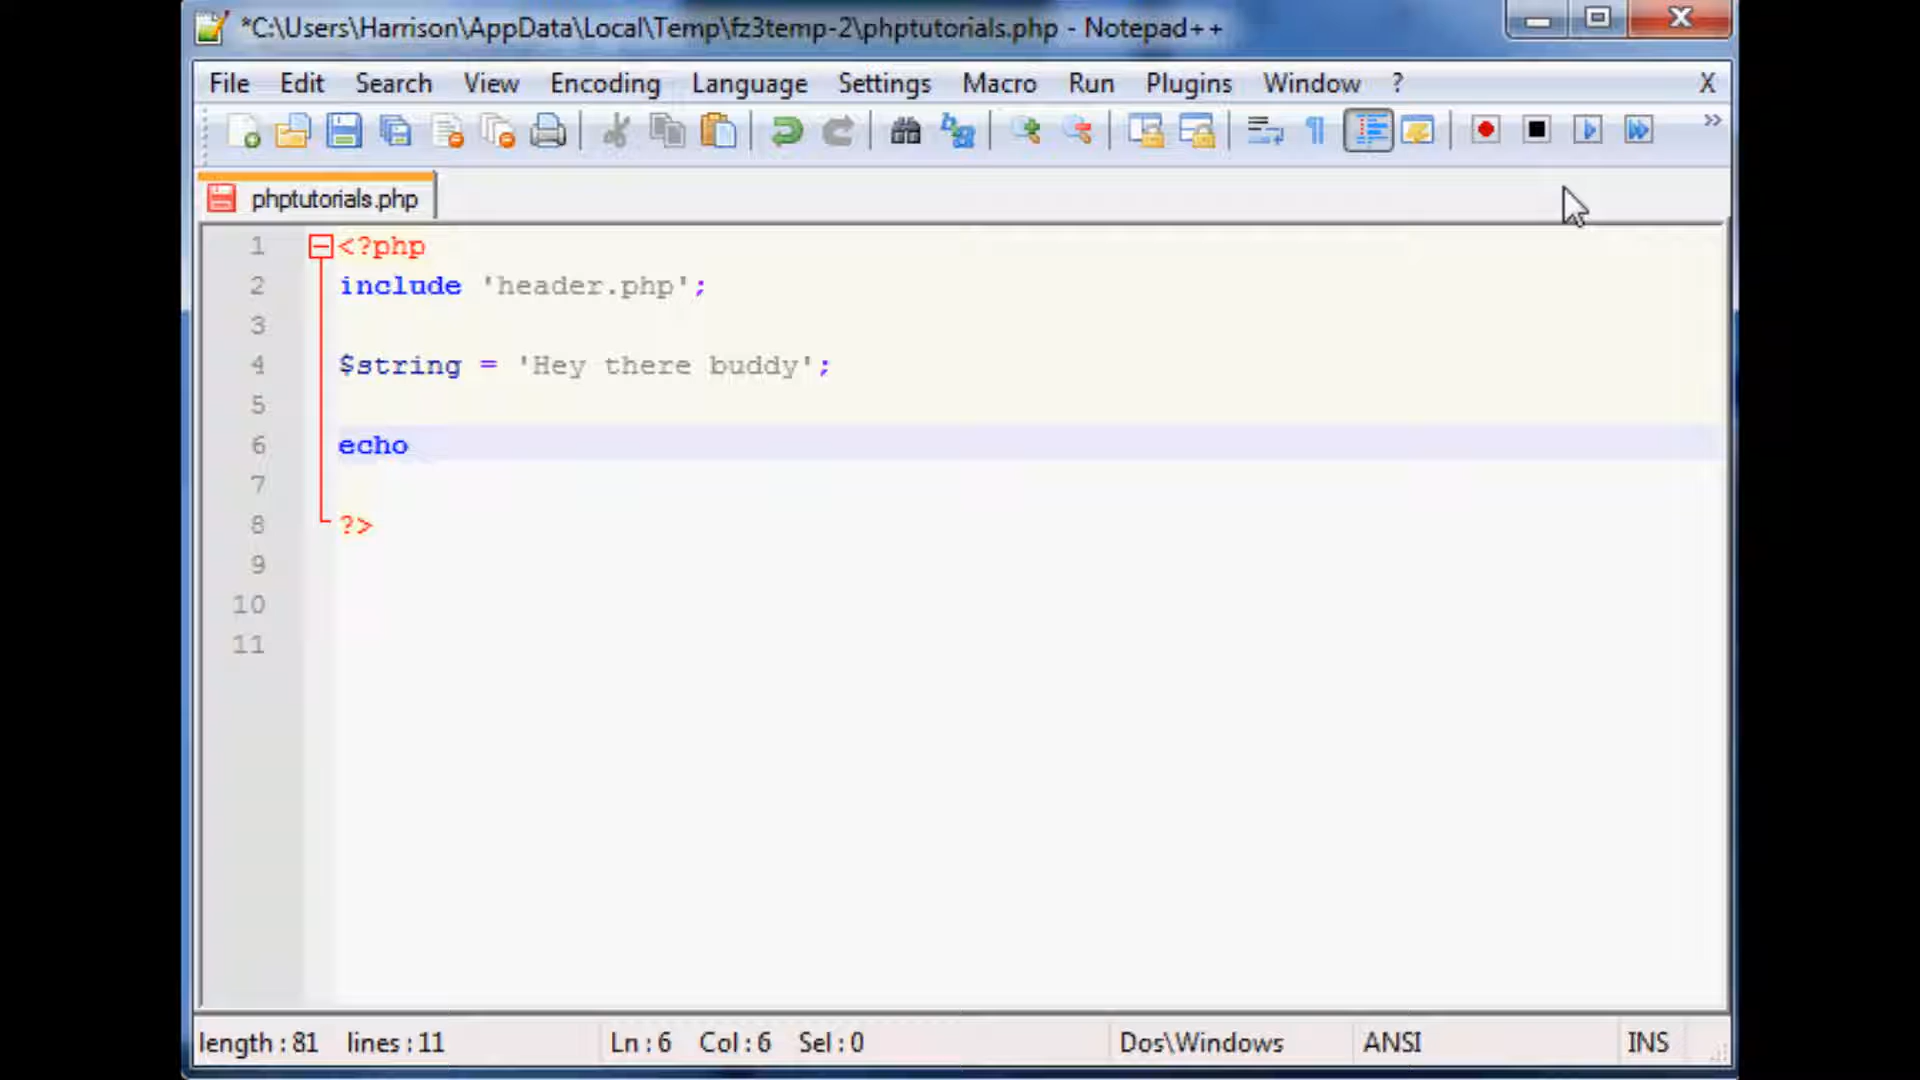 *C:\Users\Harrison\AppData\Local\Temp\fz3temp-2\phptutorials.php - Notepad++
File Edit Search View Encoding Language Settings Macro Run Plugins Window ? X
phptutorials.php
1 <?php
2 include 'header.php';
3
4 $string = 'Hey there buddy';
5
6 echo
7
8 ?>
9
10
11
length : 81 lines : 11 Ln : 6 Col : 6 Sel : 0 Dos\Windows ANSI INS